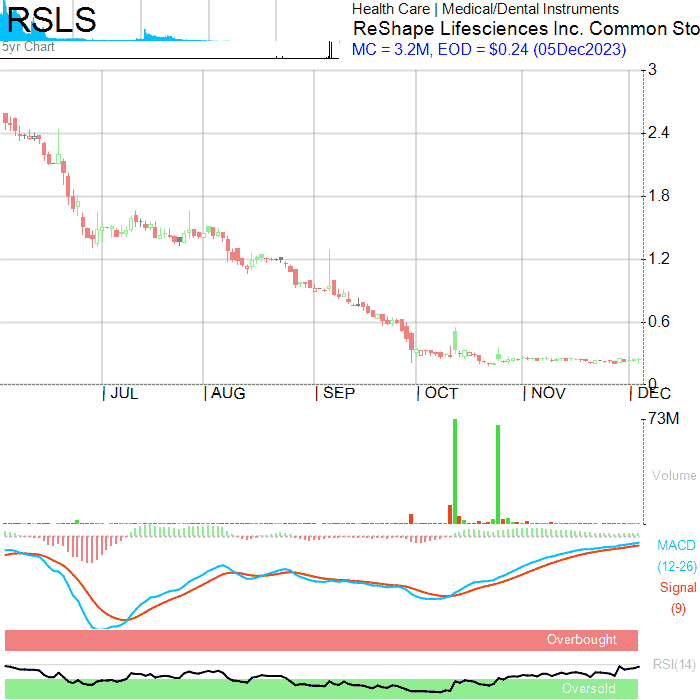 RSLS
5yr Chart
Health Care | Medical/Dental Instruments
ReShape Lifesciences Inc. Common Sto
MC = 3.2M, EOD = $0.24 (05Dec2023)
3
2.4
1.8
1.2
0.6
0
JUL AUG SEP OCT NOV DEC
73M
Volume
MACD
(12-26)
Signal
(9)
Overbought
RSI(14)
Oversold